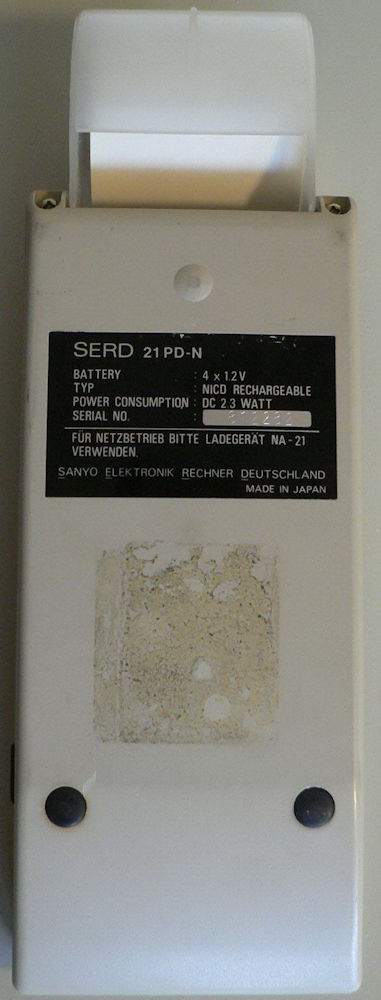 SERD 21 PD-N
BATTERY : 4 x 1.2 V
TYP : NICD RECHARGEABLE
POWER CONSUMPTION : DC 2.3 WATT
SERIAL NO. :
FÜR NETZBETRIEB BITTE LADEGERÄT NA-21
VERWENDEN.
SANYO ELEKTRONIK RECHNER DEUTSCHLAND
MADE IN JAPAN